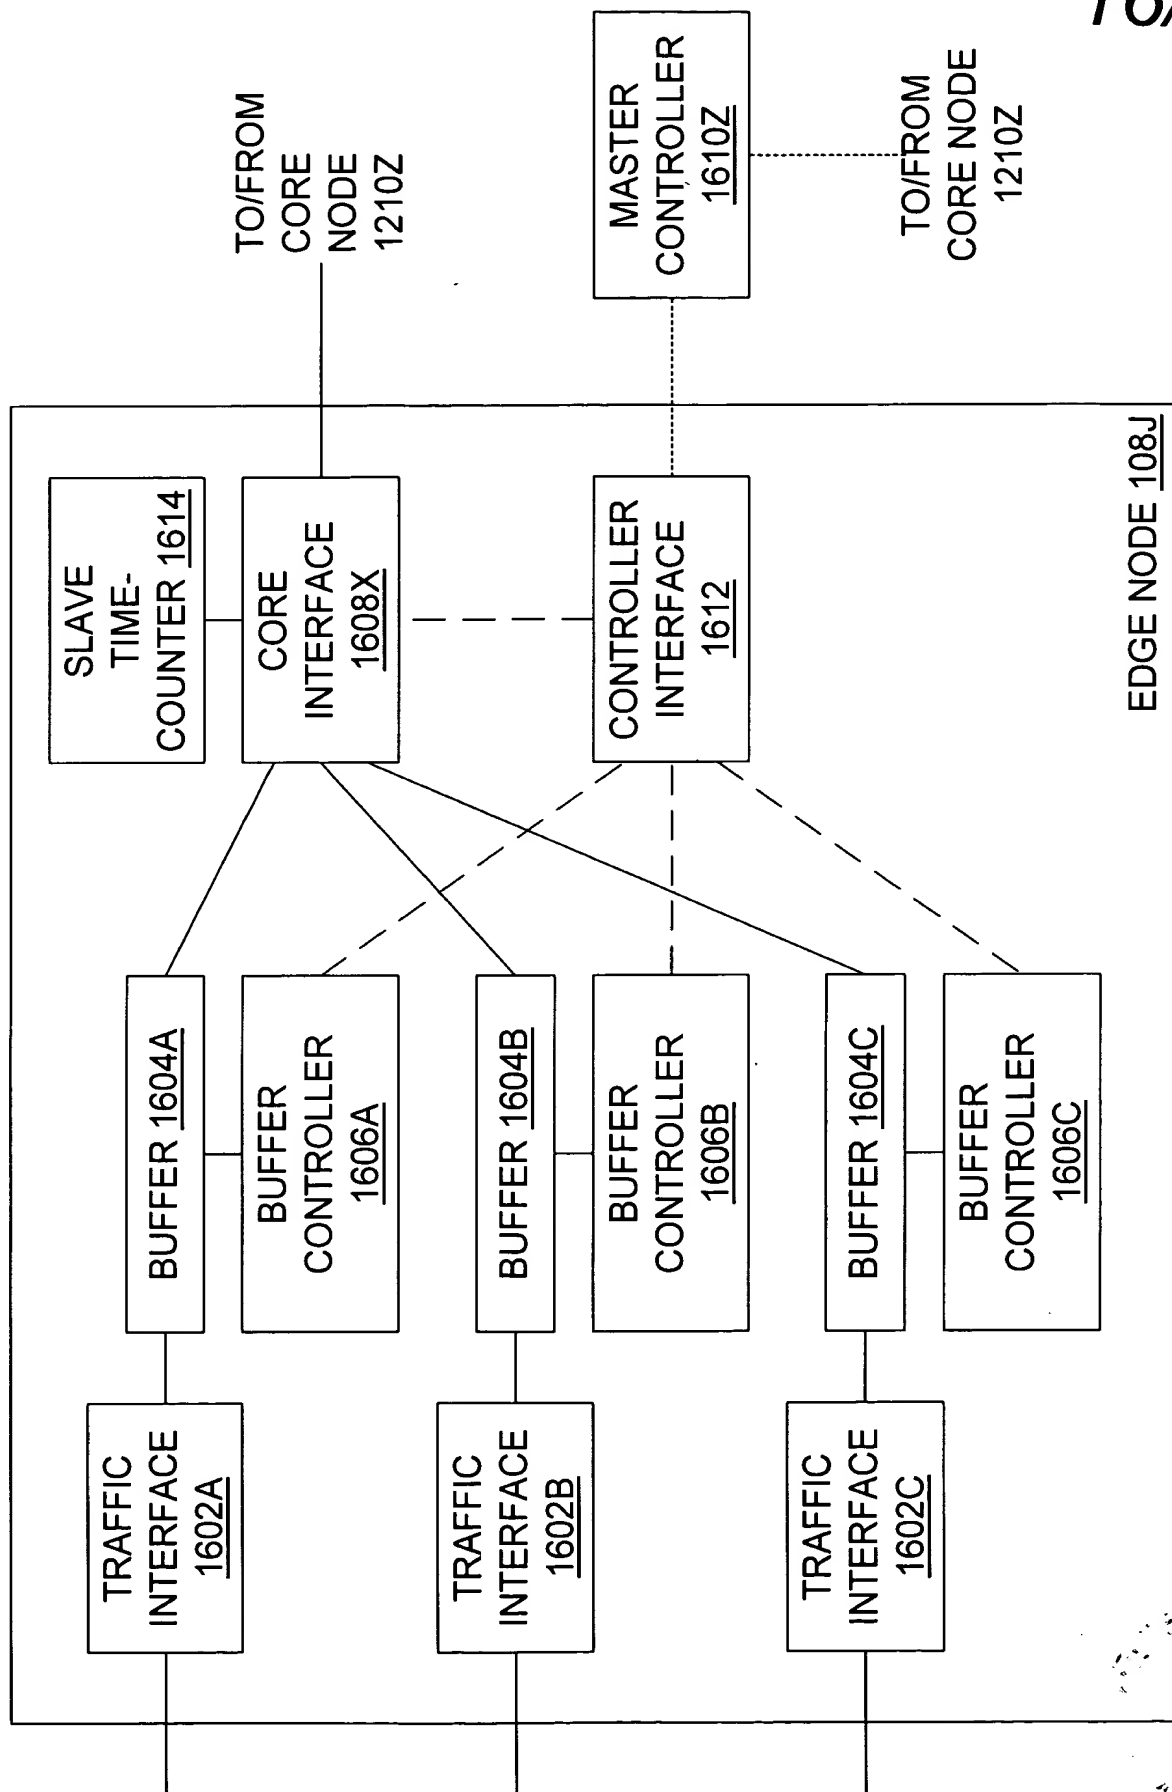 TRAFFIC
INTERFACE
1602A
BUFFER 1604A
BUFFER
CONTROLLER
1606A
SLAVE
TIME-
COUNTER 1614
CORE
INTERFACE
1608X
TO/FROM
CORE
NODE
1210Z
TRAFFIC
INTERFACE
1602B
BUFFER 1604B
BUFFER
CONTROLLER
1606B
CONTROLLER
INTERFACE
1612
MASTER
CONTROLLER
1610Z
TRAFFIC
INTERFACE
1602C
BUFFER 1604C
BUFFER
CONTROLLER
1606C
TO/FROM
CORE NODE
1210Z
EDGE NODE 108J